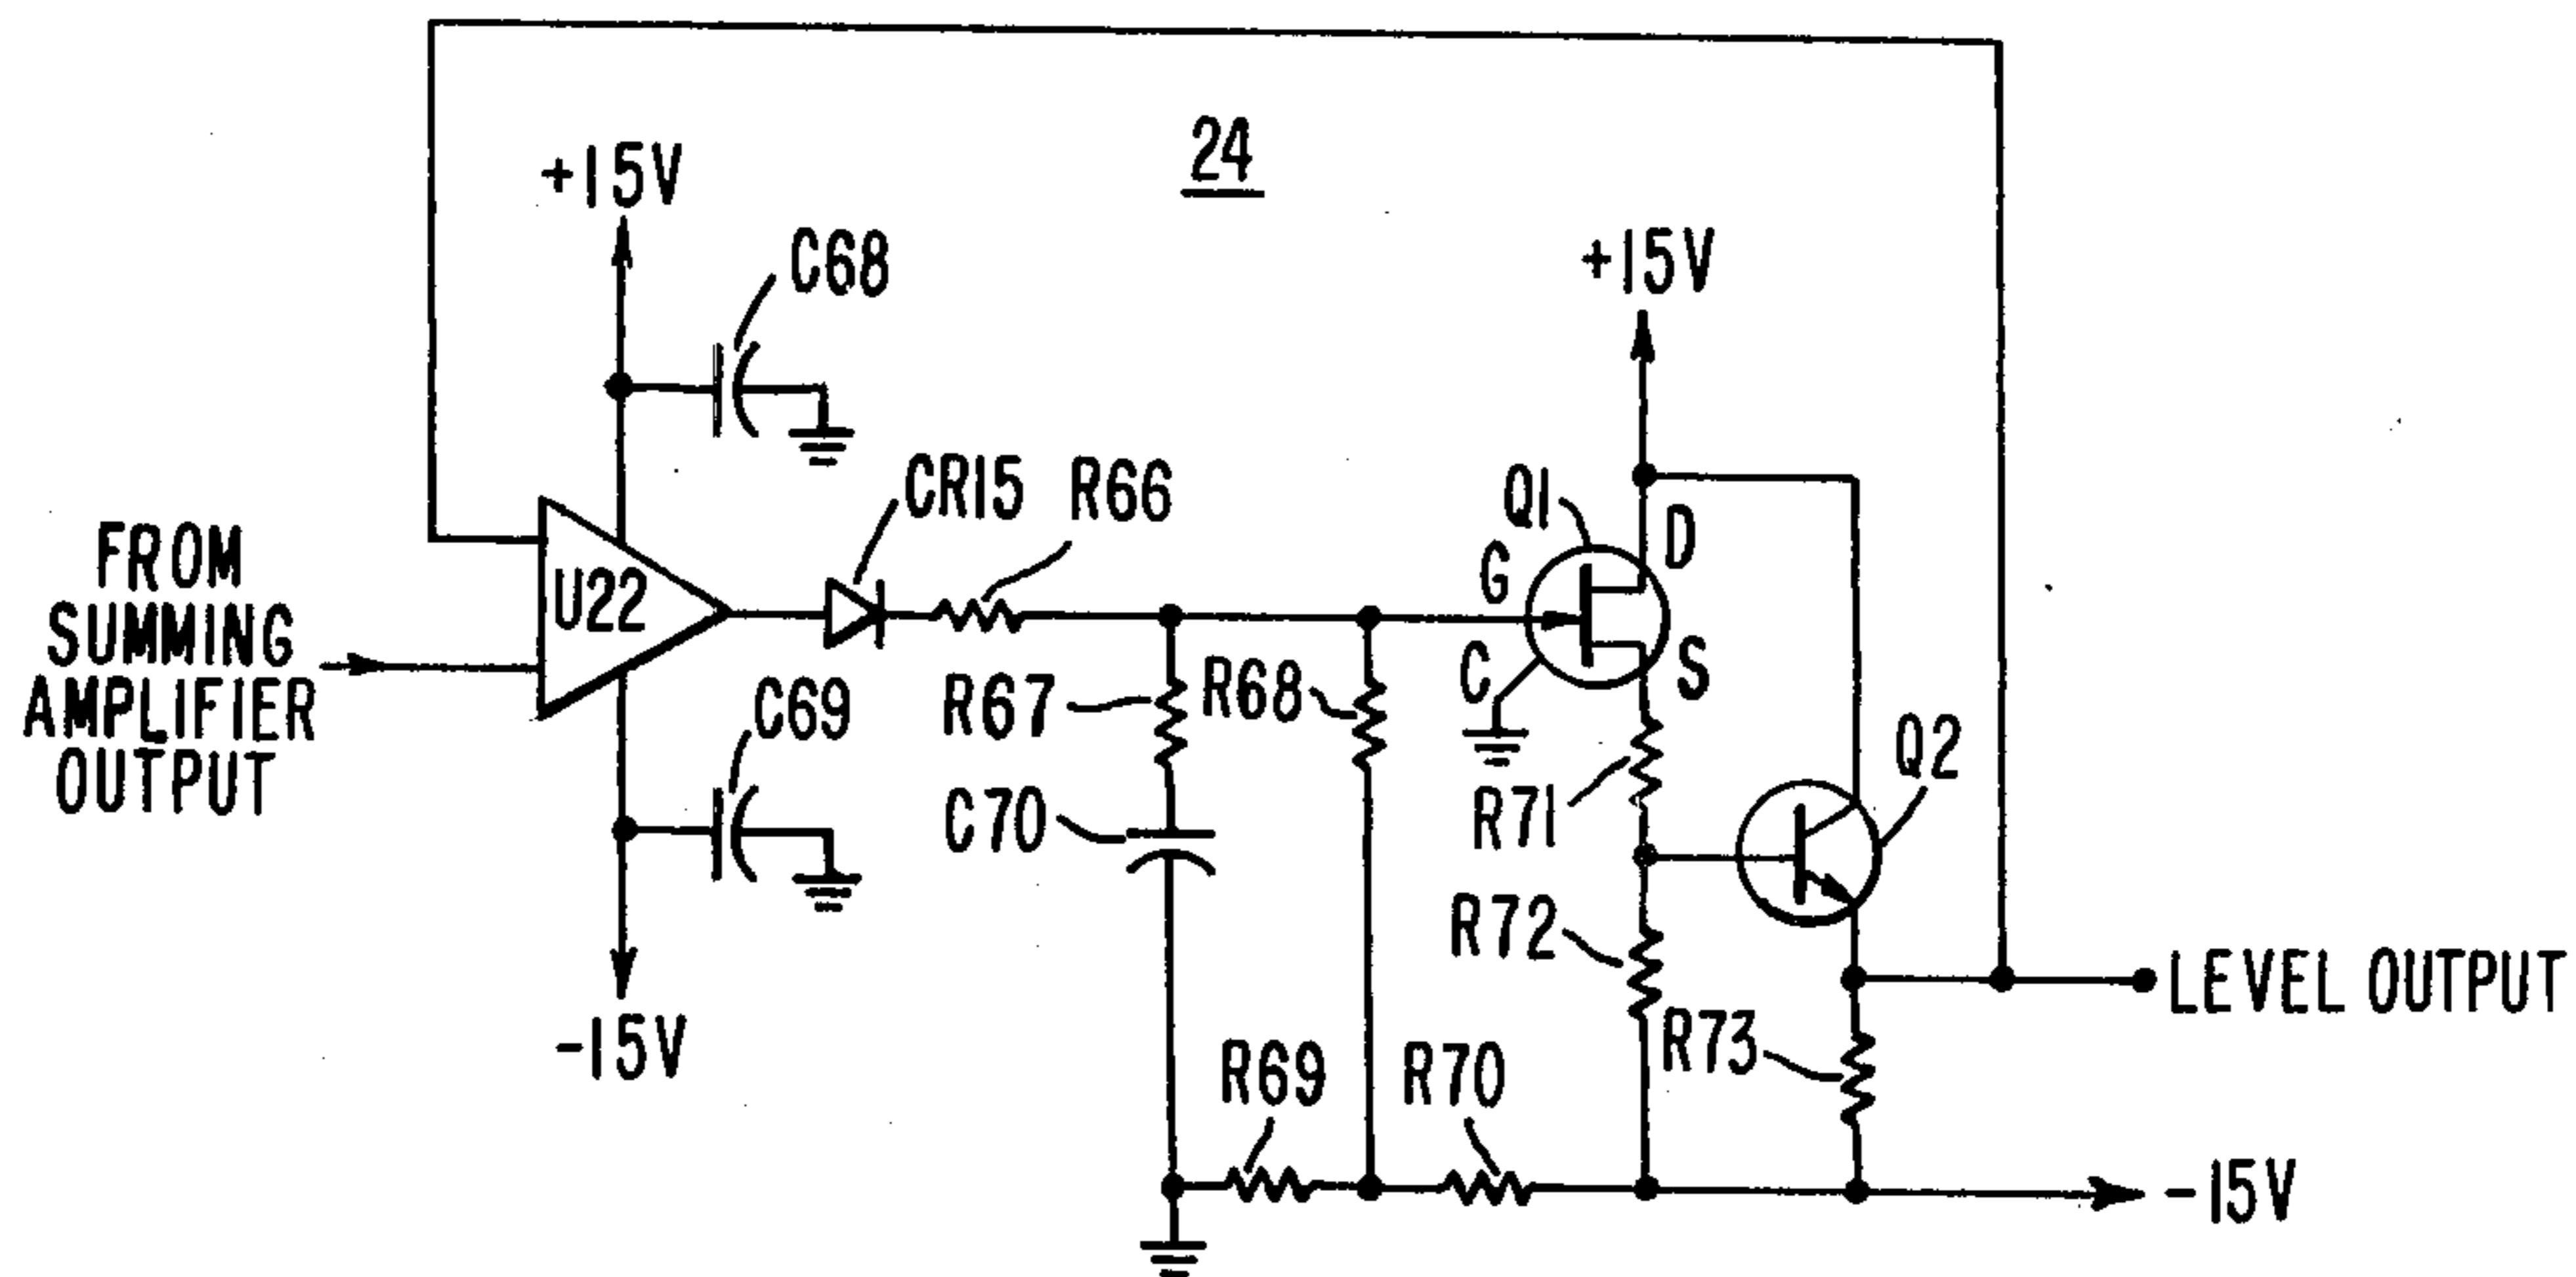 24
+15V
C68
+15V
CR15
R66
Q1
D
G
FROM
SUMMING
AMPLIFIER
OUTPUT
U22
C
S
C69
R67
R68
Q2
C70
R71
R72
LEVEL OUTPUT
-15V
R69
R70
R73
-15V